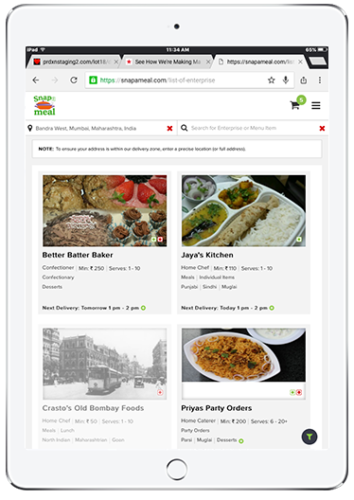 iPad
11:34 AM
65%
prdxnstaging2.com/lot18/
See How We're Making Ma
https://snapameal.com/list
https://snapameal.com/list-of-enterprise
snap
meal
5
Bandra West, Mumbai, Maharashtra, India
Search for Enterprise or Menu Item
NOTE: To ensure your address is within our delivery zone, enter a precise location (or full address).
Better Batter Baker
Confectioner | Min: ₹ 250 | Serves: 1 - 10
Confectionary
Desserts
Next Delivery: Tomorrow 1 pm - 2 pm
Jaya's Kitchen
Home Chef | Min: ₹ 110 | Serves: 1 - 10
Meals | Individual Items
Punjabi | Sindhi | Muglai
Next Delivery: Today 1 pm - 2 pm
Crasto's Old Bombay Foods
Home Chef | Min: ₹ 50 | Serves: 1 - 10
Meals | Lunch
North Indian | Maharashtrian | Goan
Priyas Party Orders
Home Caterer | Min: ₹ 200 | Serves: 6 - 20+
Party Orders
Parsi | Muglai | Desserts